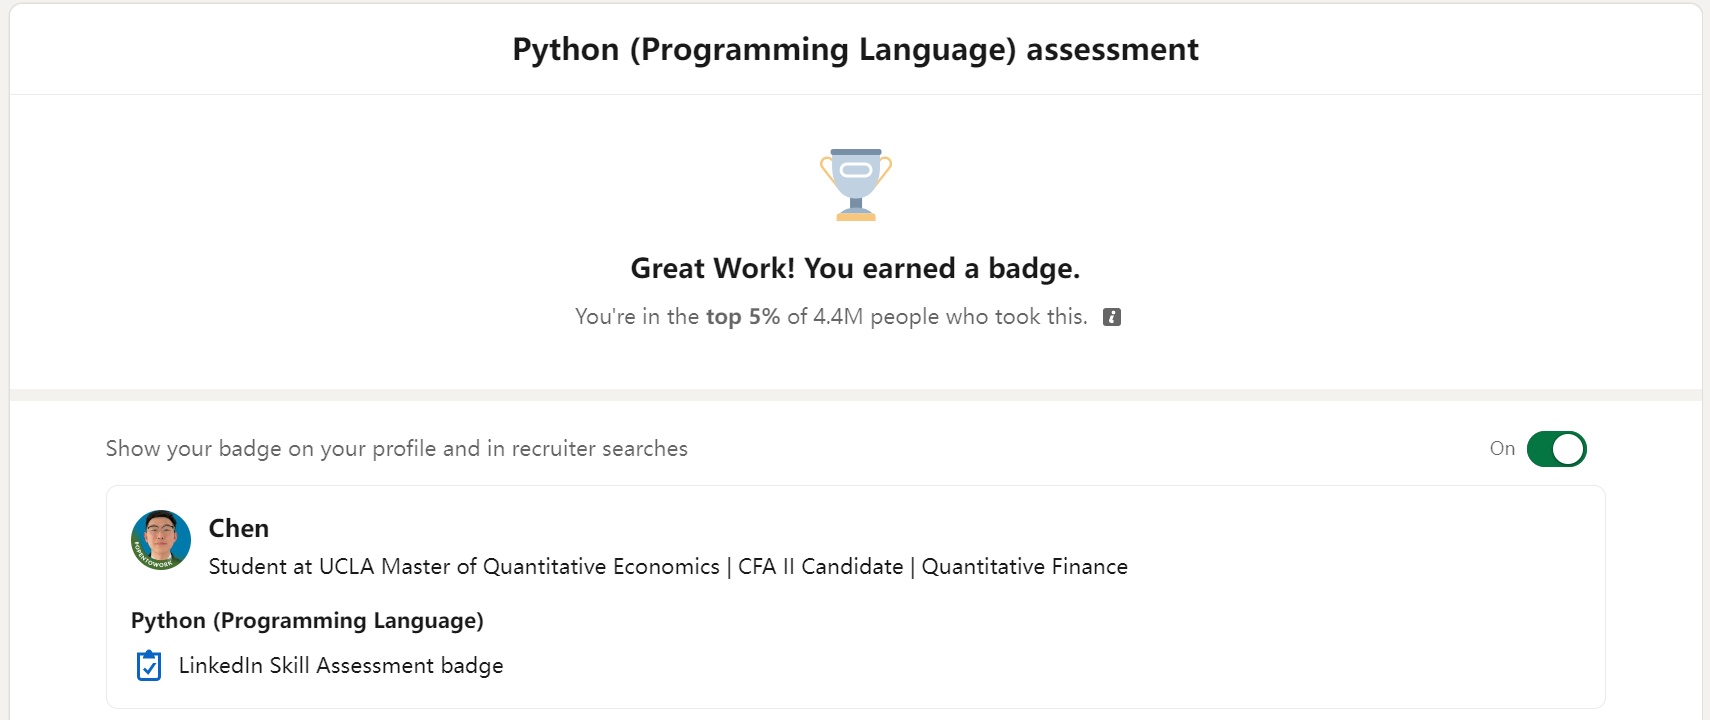 Python (Programming Language) assessment
Great Work! You earned a badge.
You're in the top 5% of 4.4M people who took this.
Show your badge on your profile and in recruiter searches
On
Chen
Student at UCLA Master of Quantitative Economics | CFA II Candidate | Quantitative Finance
#OPENTOWORK
Python (Programming Language)
LinkedIn Skill Assessment badge